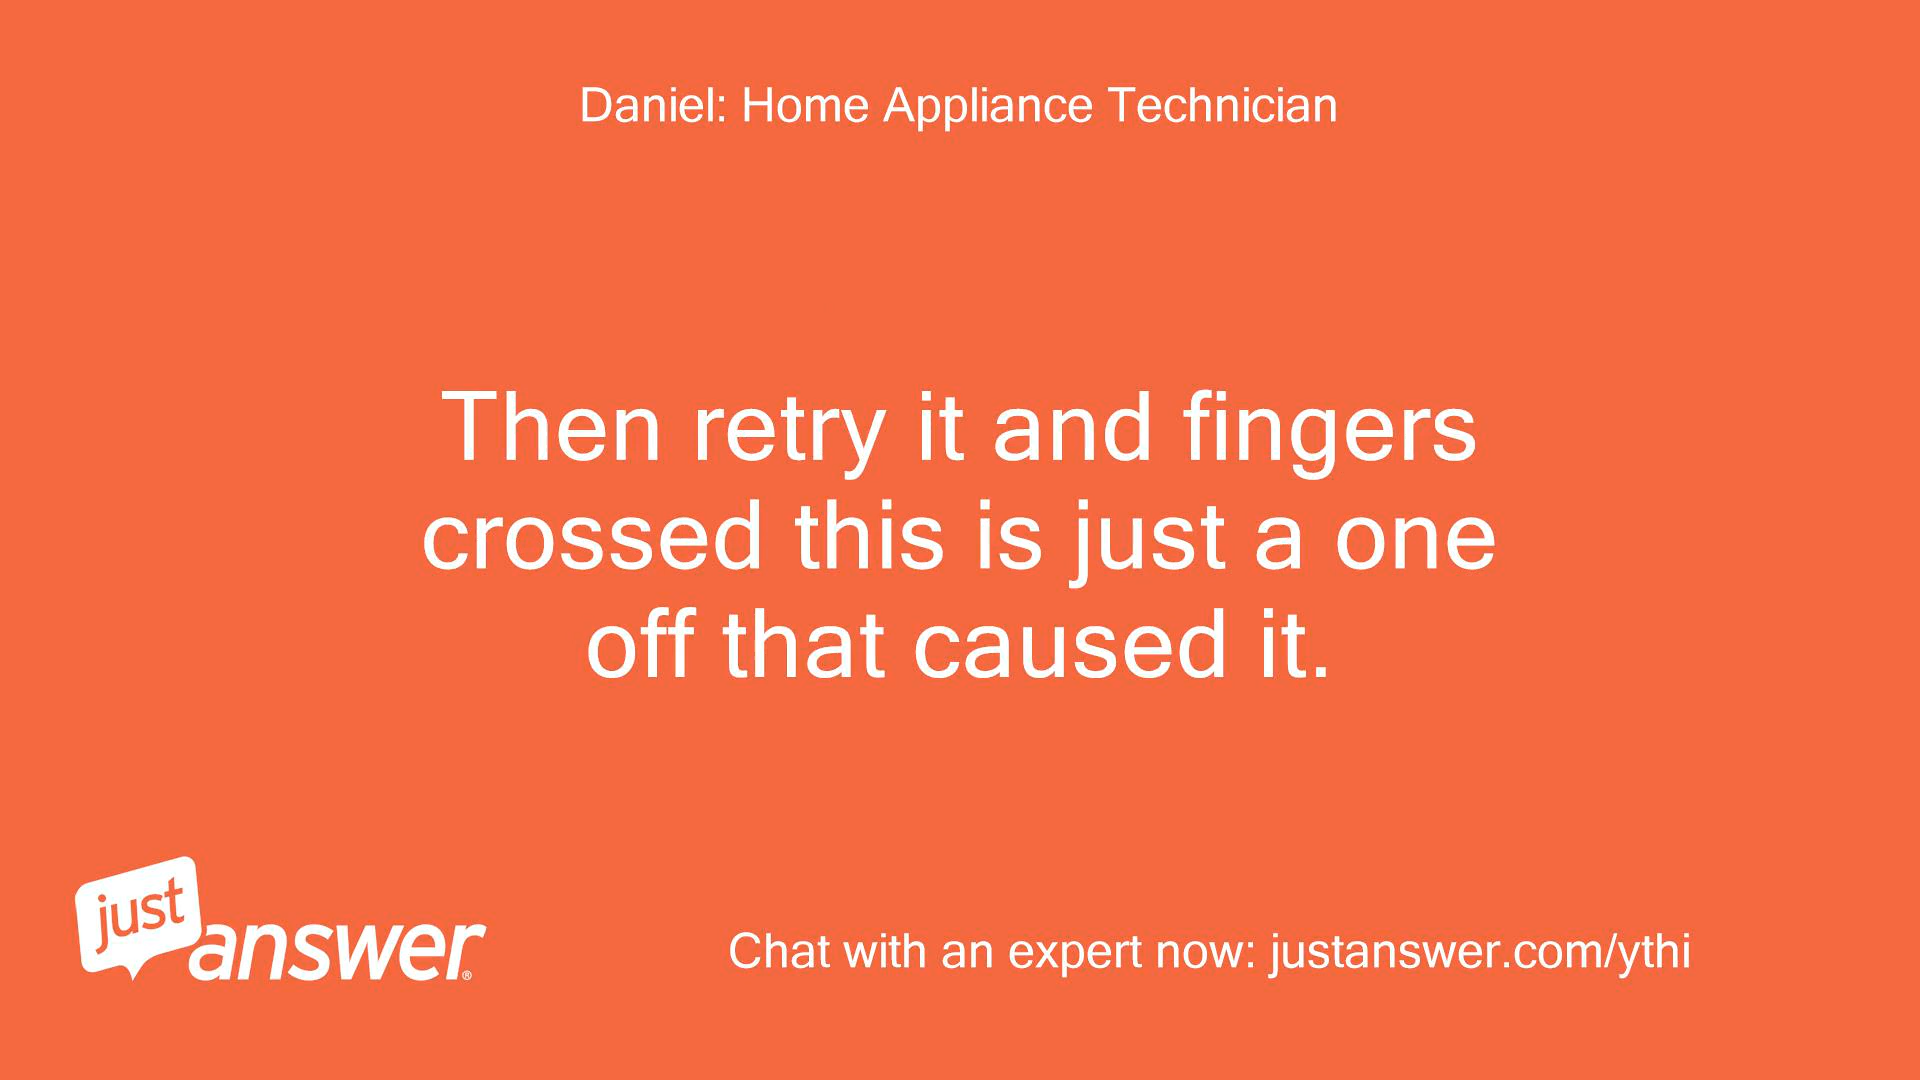 Daniel: Home Appliance Technician
Then retry it and fingers
crossed this is just a one
off that caused it.
just
answer®
Chat with an expert now: justanswer.com/ythi